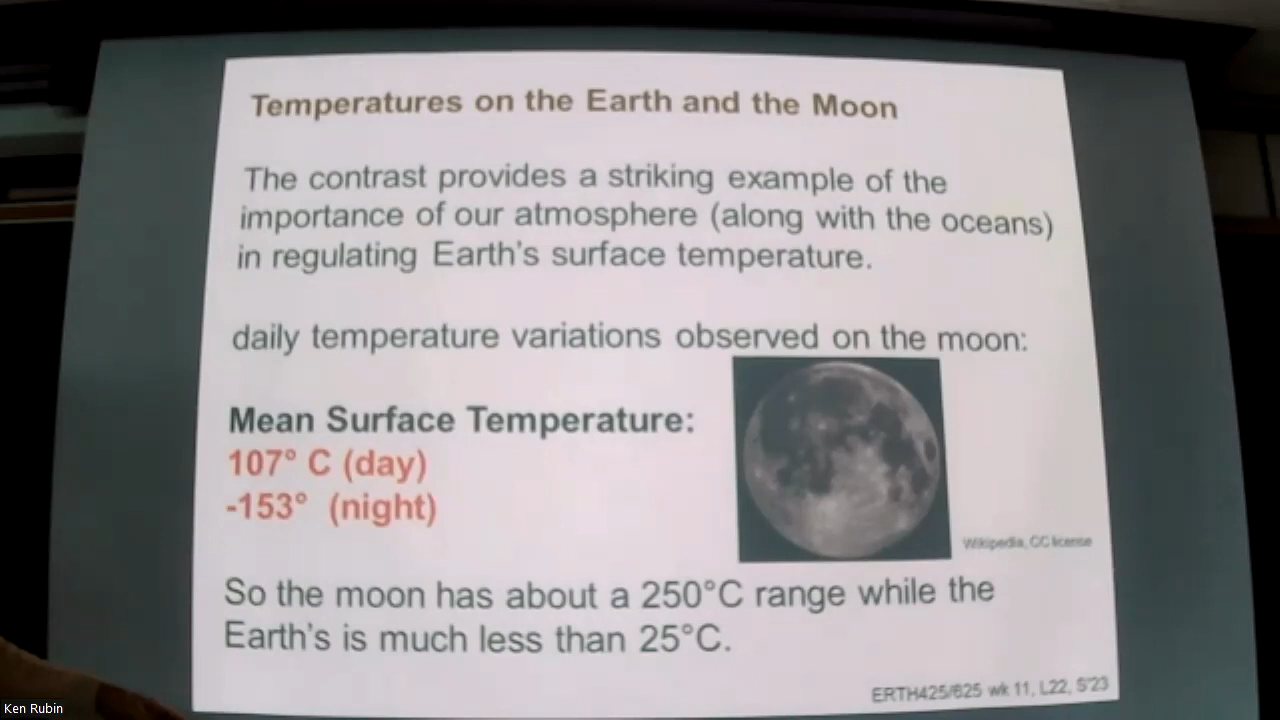 Temperatures on the Earth and the Moon
The contrast provides a striking example of the
importance of our atmosphere (along with the oceans)
in regulating Earth's surface temperature.
daily temperature variations observed on the moon:
Mean Surface Temperature:
107° C (day)
-153° (night)
Wikipedia, CC license
So the moon has about a 250°C range while the
Earth's is much less than 25°C.
ERTH425/625 wk 11, L22, S'23
Ken Rubin